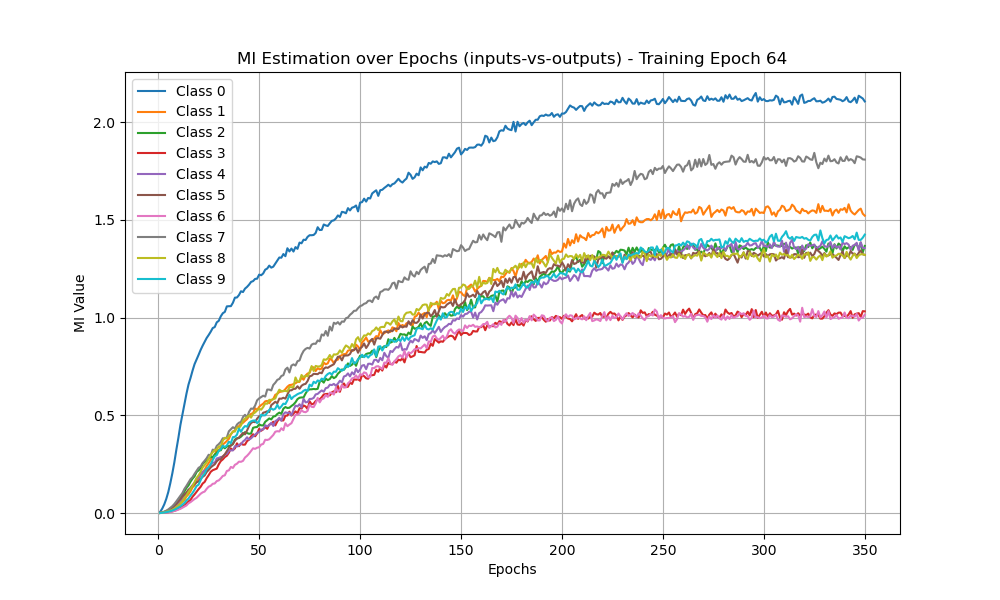 MI Estimation over Epochs (inputs-vs-outputs) - Training Epoch 64
Class 0
Class 1
Class 2
Class 3
Class 4
Class 5
Class 6
Class 7
Class 8
Class 9
MI Value
2.0
1.5
1.0
0.5
0.0
0 50 100 150 200 250 300 350
Epochs